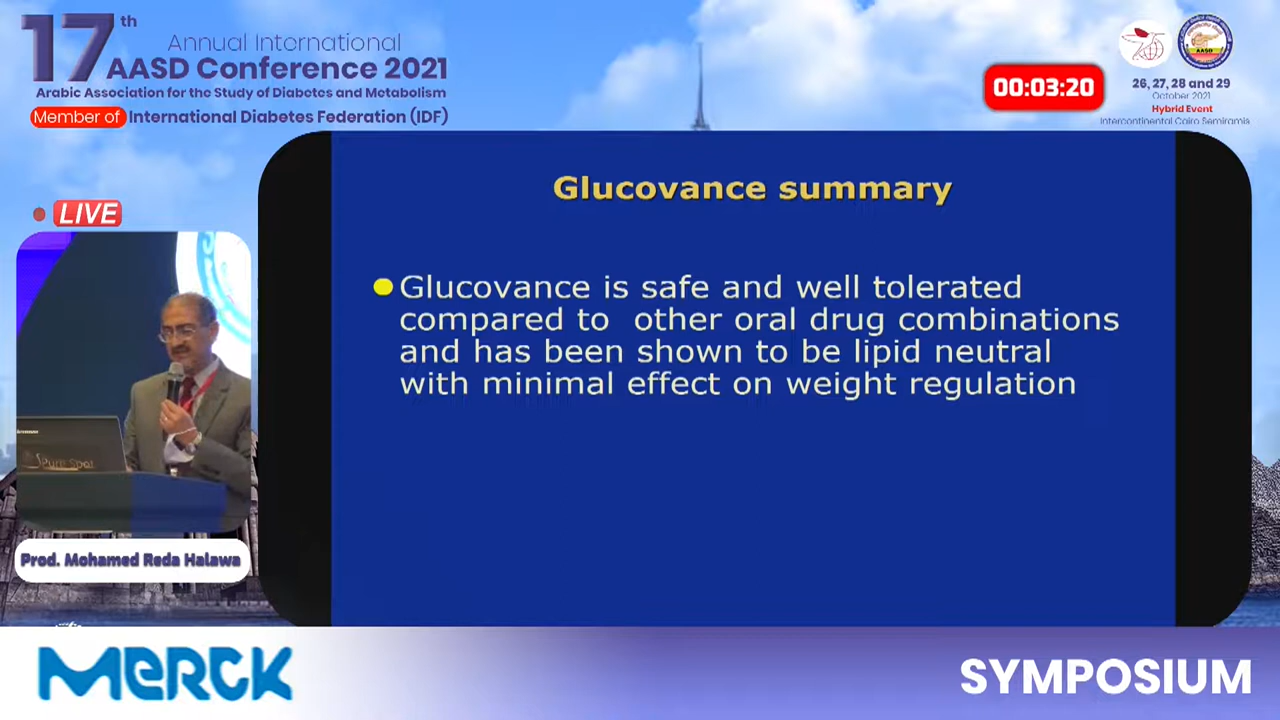 17th
Annual International
AASD Conference 2021
Arabic Association for the Study of Diabetes and Metabolism
Member of International Diabetes Federation (IDF)
00:03:20
AASD
26, 27, 28 and 29
October 2021
Hybrid Event
Intercontinental Cairo Semiramis
LIVE
Glucovance summary
Glucovance is safe and well tolerated
compared to other oral drug combinations
and has been shown to be lipid neutral
with minimal effect on weight regulation
lenovo
Prod. Mohamed Reda Halawa
MERCK
SYMPOSIUM